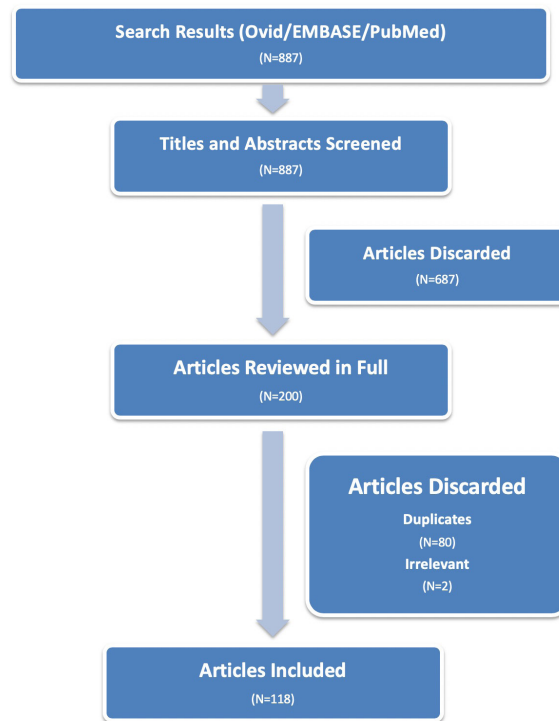 Search Results (Ovid/EMBASE/PubMed)
(N=887)
Titles and Abstracts Screened
(N=887)
Articles Discarded
(N=687)
Articles Reviewed in Full
(N=200)
Articles Discarded
Duplicates
(N=80)
Irrelevant
(N=2)
Articles Included
(N=118)